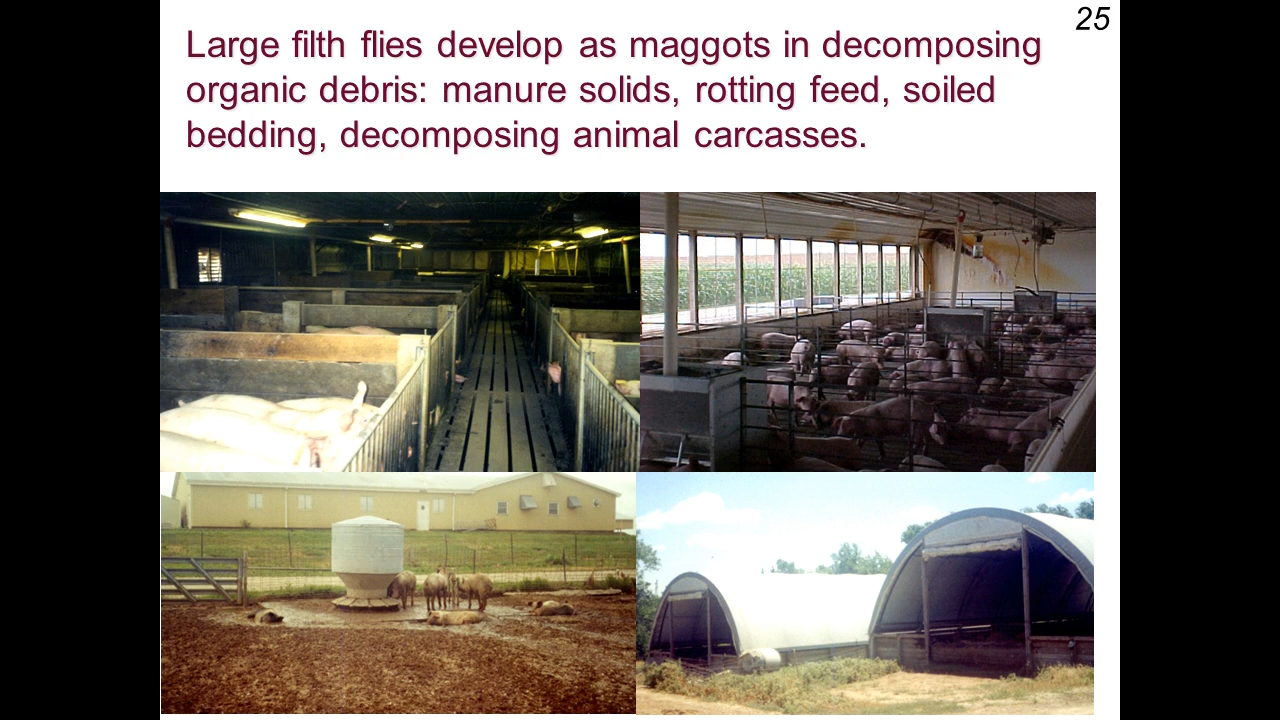 25
Large filth flies develop as maggots in decomposing
organic debris: manure solids, rotting feed, soiled
bedding, decomposing animal carcasses.